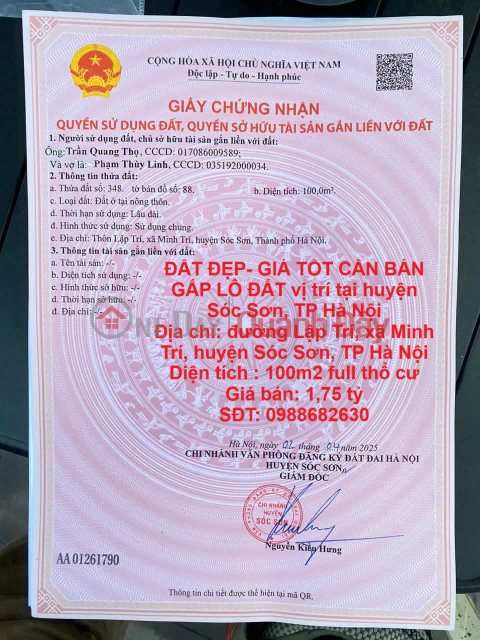 CỘNG HÒA XÃ HỘI CHỦ NGHĨA VIỆT NAM
Độc lập - Tự do - Hạnh phúc
GIẤY CHỨNG NHẬN
QUYỀN SỬ DỤNG ĐẤT, QUYỀN SỞ HỮU TÀI SẢN GẮN LIỀN VỚI ĐẤT
1. Người sử dụng đất, chủ sở hữu tài sản gắn liền với đất:
Ông: Trần Quang Thọ, CCCD: 017086009589;
Và vợ là: Phạm Thùy Linh, CCCD: 035192000034.
2. Thông tin thửa đất:
a. Thửa đất số: 348. tờ bản đồ số: 88. b. Diện tích: 100,0m².
c. Loại đất: Đất ở tại nông thôn.
d. Thời hạn sử dụng: Lâu dài.
đ. Hình thức sử dụng: Sử dụng chung.
e. Địa chỉ: Thôn Lập Trí, xã Minh Trí, huyện Sóc Sơn, Thành phố Hà Nội.
3. Thông tin tài sản gắn liền với đất:
a. Tên tài sản: -/-
b. Diện tích sử dụng: -/-
c. Hình thức sở hữu: -/-
d. Thời hạn sở hữu: -/-
đ. Địa chỉ: -/-
ĐẤT ĐẸP- GIÁ TỐT CẦN BÁN
GẤP LÔ ĐẤT vị trí tại huyện
Sóc Sơn, TP Hà Nội
Địa chỉ: đường Lập Trí, xã Minh
Trí, huyện Sóc Sơn, TP Hà Nội
Diện tích : 100m2 full thổ cư
Giá bán: 1,75 tỷ
SĐT: 0988682630
Hà Nội, ngày 02 tháng 04 năm 2025
CHI NHÁNH VĂN PHÒNG ĐĂNG KÝ ĐẤT ĐAI HÀ NỘI
HUYỆN SÓC SƠN
GIÁM ĐỐC
CHI NHÁNH
HUYỆN
SÓC SƠN
Nguyễn Kiến Hưng
AA 01261790
Thông tin chi tiết được thể hiện tại mã QR.